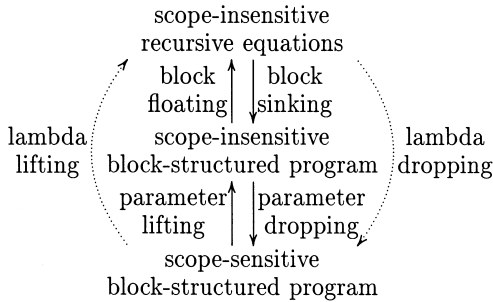 scope-insensitive
recursive equations
block block
floating sinking
scope-insensitive
block-structured program
lambda
lifting
lambda
dropping
parameter parameter
lifting dropping
scope-sensitive
block-structured program